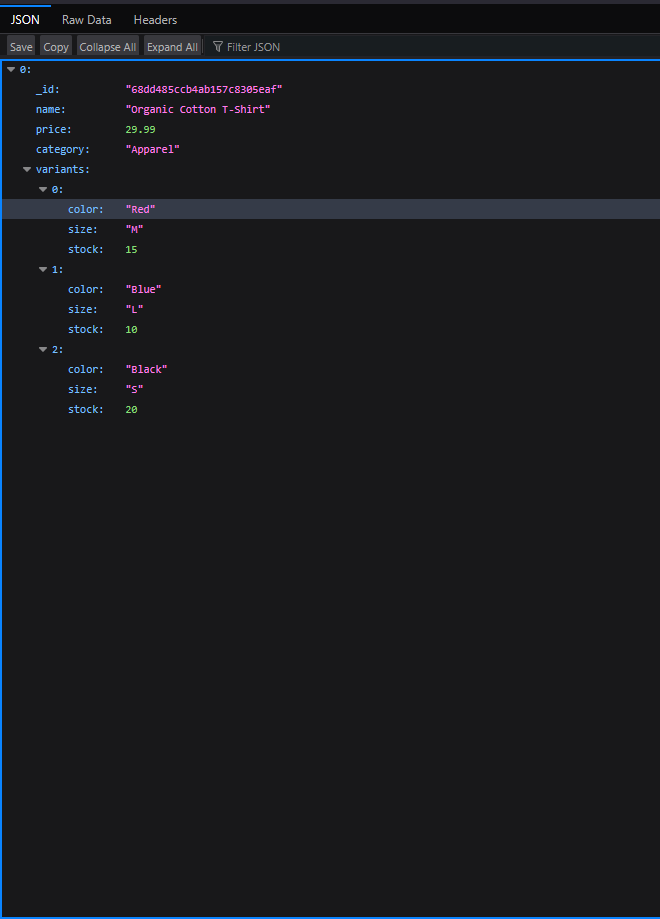 JSON Raw Data Headers
Save Copy Collapse All Expand All Filter JSON
0:
_id: "68dd485ccb4ab157c8305eaf"
name: "Organic Cotton T-Shirt"
price: 29.99
category: "Apparel"
variants:
0:
color: "Red"
size: "M"
stock: 15
1:
color: "Blue"
size: "L"
stock: 10
2:
color: "Black"
size: "S"
stock: 20